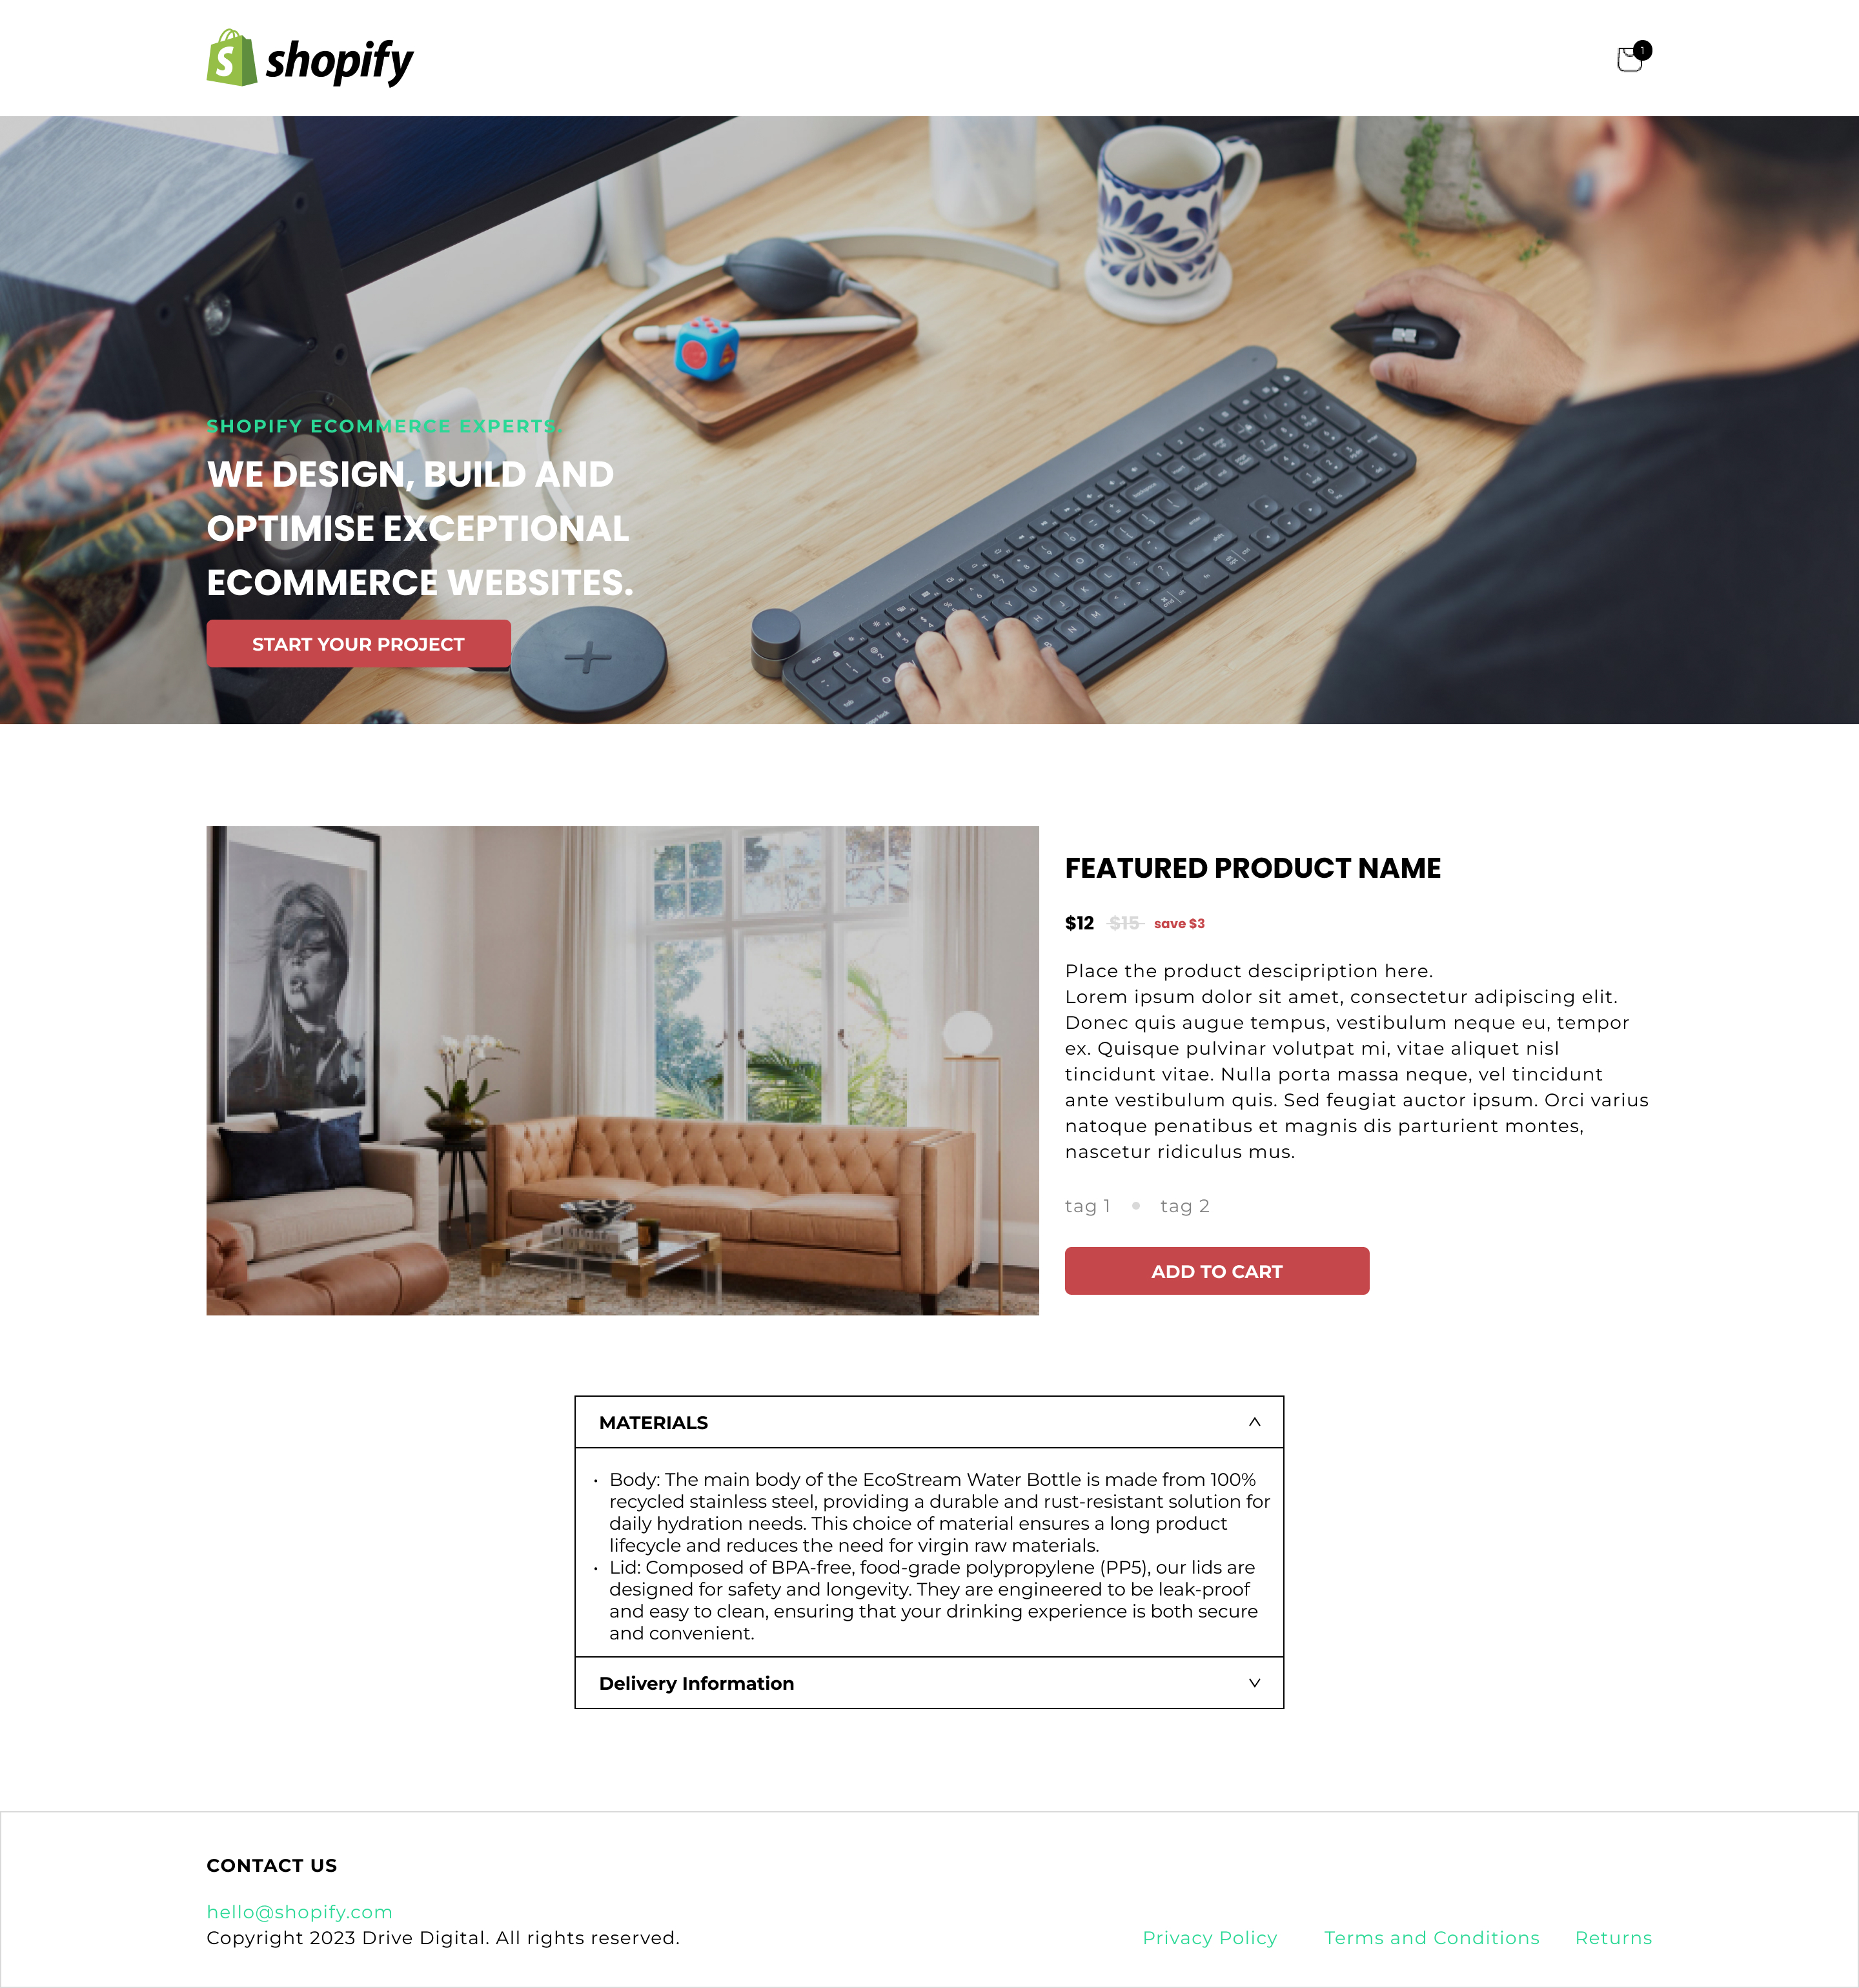 shopify
1
SHOPIFY ECOMMERCE EXPERTS.
WE DESIGN, BUILD AND
OPTIMISE EXCEPTIONAL
ECOMMERCE WEBSITES.
START YOUR PROJECT
FEATURED PRODUCT NAME
$12 $15 save $3
Place the product descipription here.
Lorem ipsum dolor sit amet, consectetur adipiscing elit.
Donec quis augue tempus, vestibulum neque eu, tempor
ex. Quisque pulvinar volutpat mi, vitae aliquet nisl
tincidunt vitae. Nulla porta massa neque, vel tincidunt
ante vestibulum quis. Sed feugiat auctor ipsum. Orci varius
natoque penatibus et magnis dis parturient montes,
nascetur ridiculus mus.
tag 1 • tag 2
ADD TO CART
MATERIALS
• Body: The main body of the EcoStream Water Bottle is made from 100%
recycled stainless steel, providing a durable and rust-resistant solution for
daily hydration needs. This choice of material ensures a long product
lifecycle and reduces the need for virgin raw materials.
• Lid: Composed of BPA-free, food-grade polypropylene (PP5), our lids are
designed for safety and longevity. They are engineered to be leak-proof
and easy to clean, ensuring that your drinking experience is both secure
and convenient.
Delivery Information
CONTACT US
hello@shopify.com
Copyright 2023 Drive Digital. All rights reserved.
Privacy Policy Terms and Conditions Returns